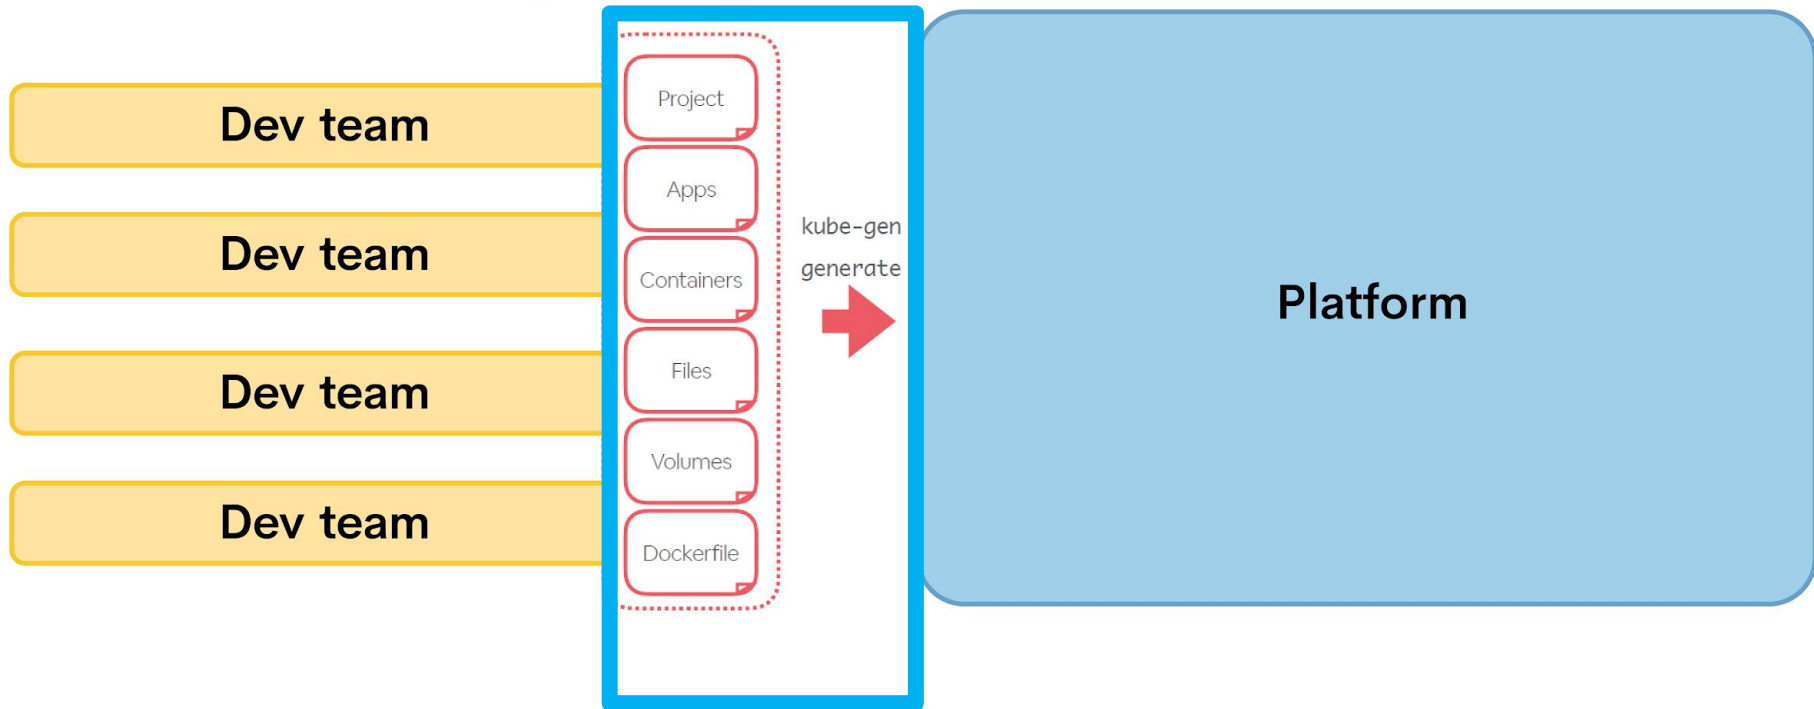 Dev team
Dev team
Dev team
Dev team
Project
Apps
Containers
Files
Volumes
Dockerfile
kube-gen
generate
Platform